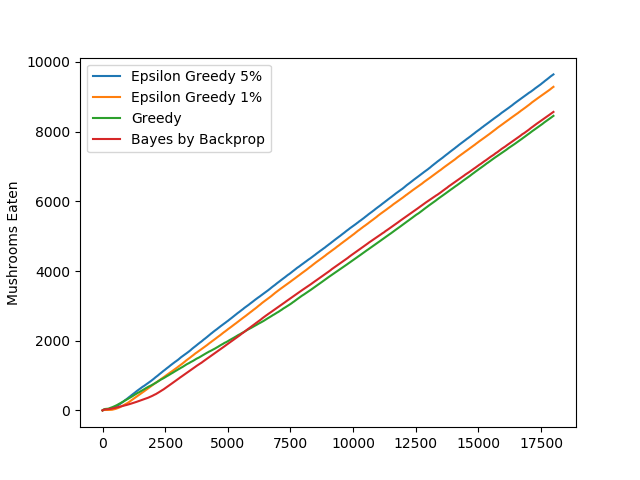 10000
8000
6000
4000
2000
0
Mushrooms Eaten
Epsilon Greedy 5%
Epsilon Greedy 1%
Greedy
Bayes by Backprop
0 2500 5000 7500 10000 12500 15000 17500